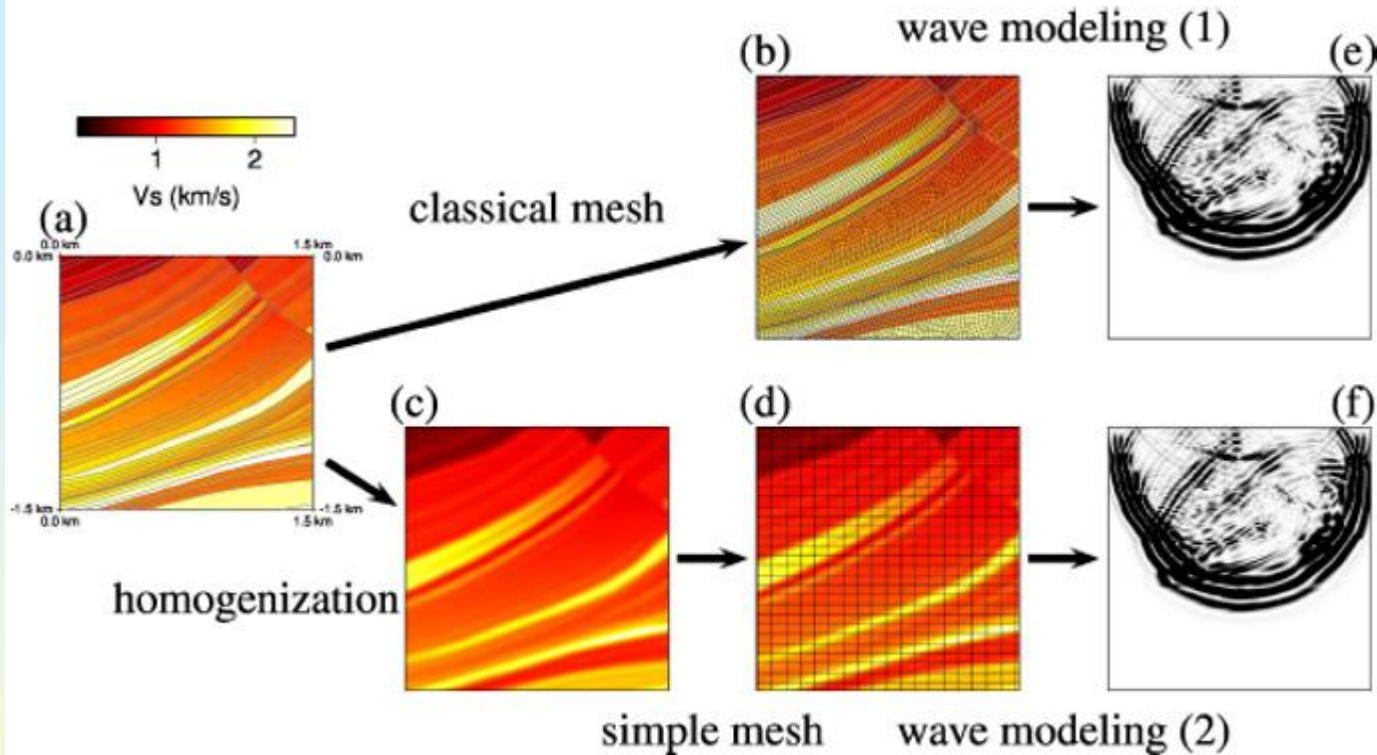 wave modeling (1)
(b)
(e)
1 2
Vs (km/s)
(a)
classical mesh
0.0 km 1.5 km
0.0 km 0.0 km
-1.5 km -1.5 km
0.0 km 1.5 km
(c)
(d)
(f)
homogenization
simple mesh
wave modeling (2)